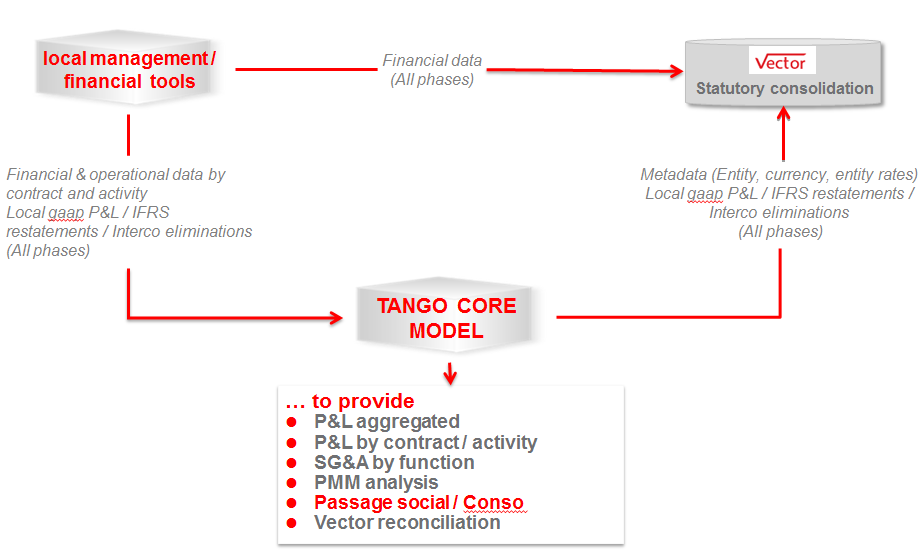 local management /
financial tools
Financial data
(All phases)
Vector
Statutory consolidation
Financial & operational data by
contract and activity
Local gaap P&L / IFRS
restatements / Interco eliminations
(All phases)
Metadata (Entity, currency, entity rates)
Local gaap P&L / IFRS restatements /
Interco eliminations
(All phases)
TANGO CORE
MODEL
… to provide
● P&L aggregated
● P&L by contract / activity
● SG&A by function
● PMM analysis
● Passage social / Conso
● Vector reconciliation